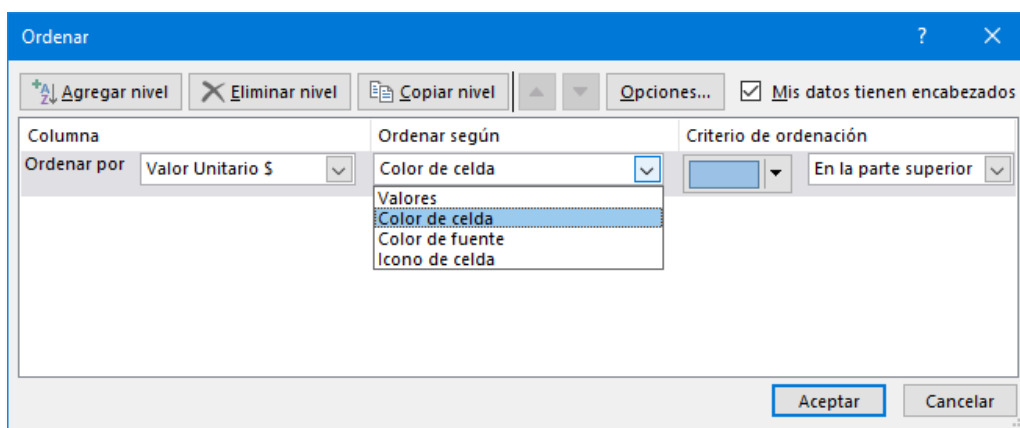 Ordenar ?
Agregar nivel Eliminar nivel Copiar nivel Opciones... Mis datos tienen encabezados
Columna Ordenar según Criterio de ordenación
Ordenar por Valor Unitario $ Color de celda En la parte superior
Valores
Color de celda
Color de fuente
Icono de celda
Aceptar Cancelar